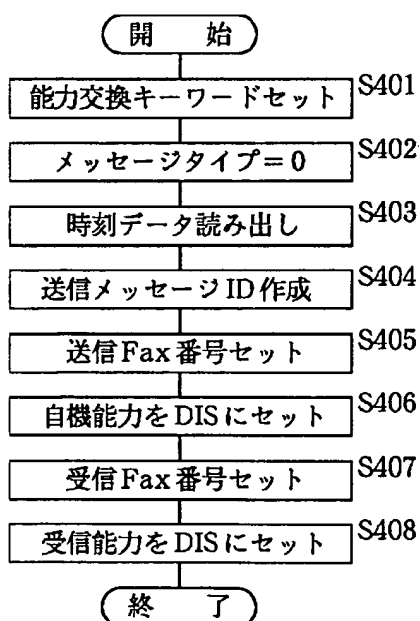 開 始
能力交換キーワードセット S401
メッセージタイプ=0 S402
時刻データ読み出し S403
送信メッセージID作成 S404
送信Fax番号セット S405
自機能力をDISにセット S406
受信Fax番号セット S407
受信能力をDISにセット S408
終 了